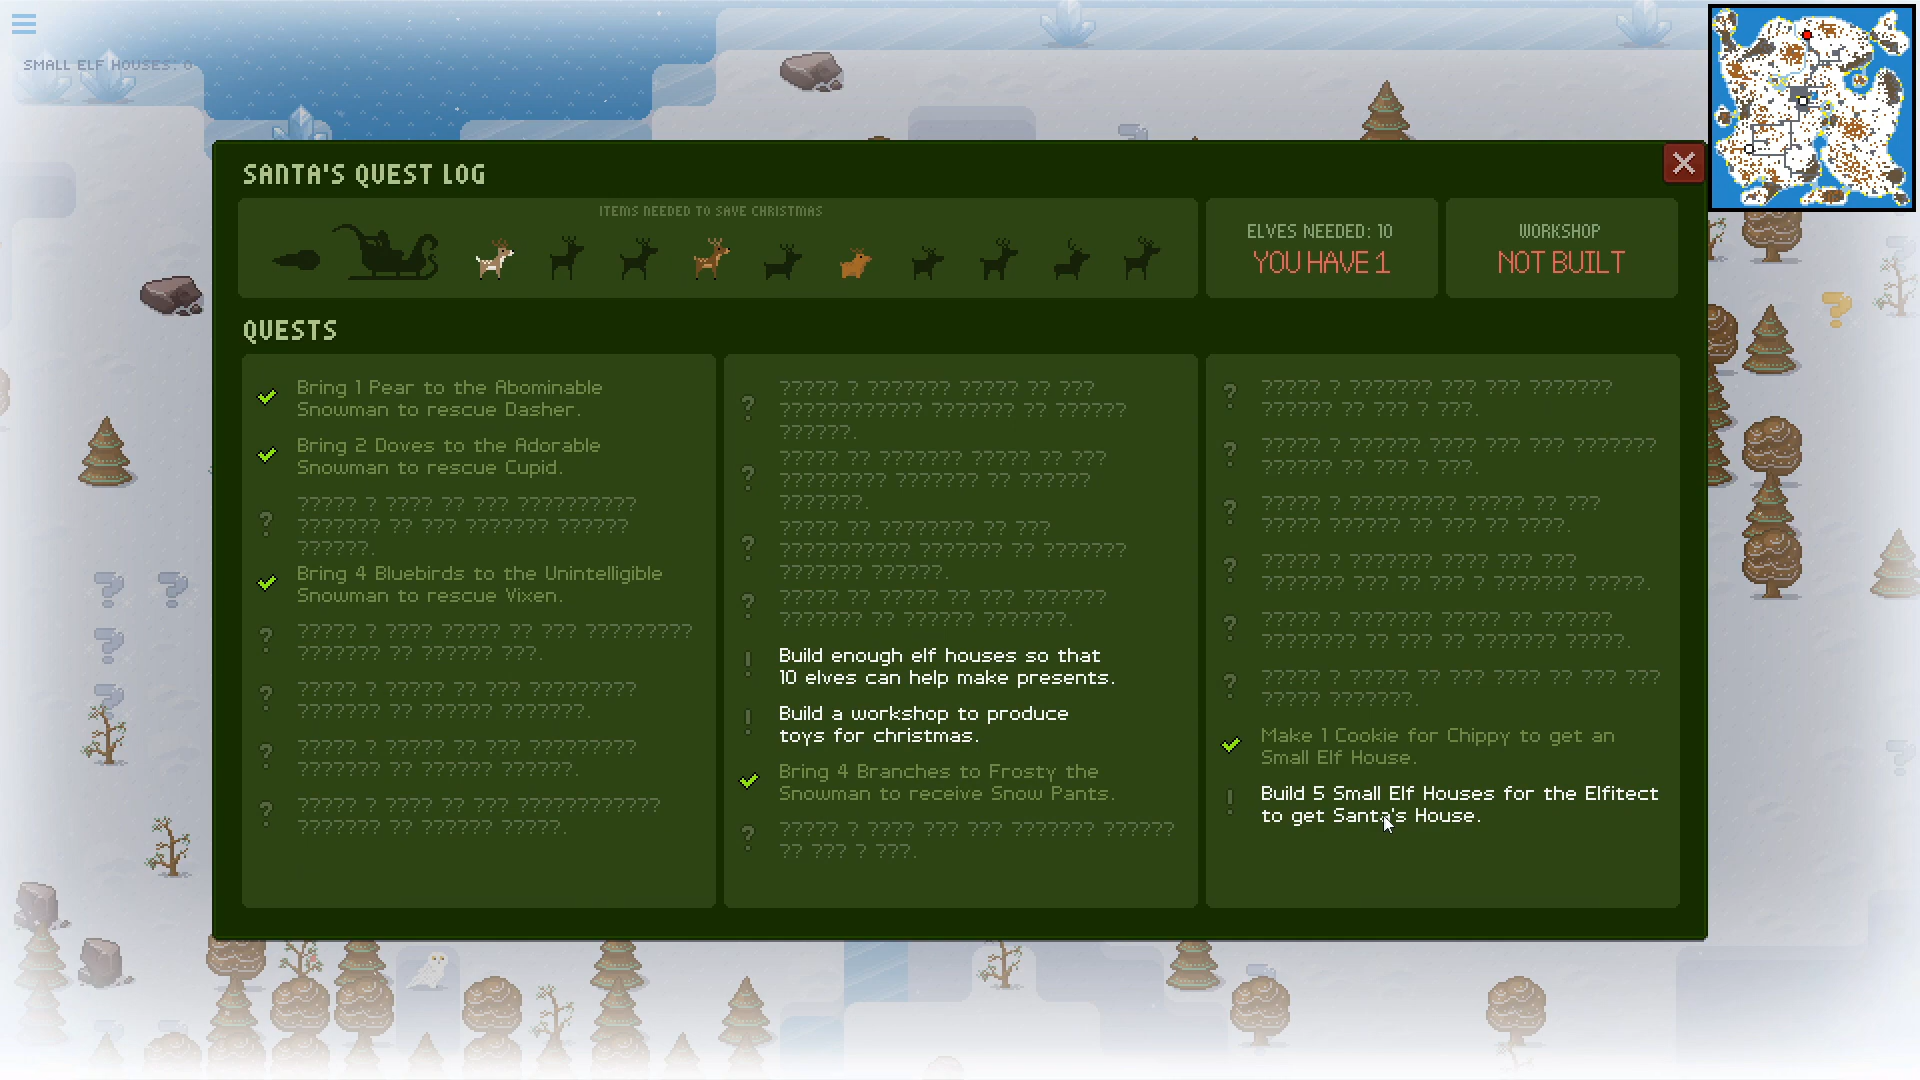 SMALL ELF HOUSES: 0
SANTA'S QUEST LOG
ITEMS NEEDED TO SAVE CHRISTMAS
ELVES NEEDED: 10
YOU HAVE 1
WORKSHOP
NOT BUILT
QUESTS
Bring 1 Pear to the Abominable
Snowman to rescue Dasher.
Bring 2 Doves to the Adorable
Snowman to rescue Cupid.
? ????? ? ???? ?? ??? ??????????
??????? ?? ??? ??????? ??????
??????.
Bring 4 Bluebirds to the Unintelligible
Snowman to rescue Vixen.
? ????? ? ???? ????? ?? ??? ?????????
??????? ?? ?????? ???.
? ????? ? ????? ?? ??? ?????????
??????? ?? ?????? ???????.
? ????? ? ????? ?? ??? ?????????
??????? ?? ?????? ??????.
? ????? ? ???? ?? ??? ????????????
??????? ?? ?????? ?????.
? ????? ? ??????? ????? ?? ???
???????????? ??????? ?? ??????
??????.
? ????? ?? ??????? ????? ?? ???
????????? ??????? ?? ??????
???????.
? ????? ?? ???????? ?? ???
??????????? ??????? ?? ???????
??????? ??????.
? ????? ?? ????? ?? ??? ???????
??????? ?? ?????? ???????.
! Build enough elf houses so that
10 elves can help make presents.
! Build a workshop to produce
toys for christmas.
Bring 4 Branches to Frosty the
Snowman to receive Snow Pants.
? ????? ? ???? ??? ??? ??????? ??????
?? ??? ? ???.
? ????? ? ??????? ??? ??? ???????
?????? ?? ??? ? ???.
? ????? ? ?????? ???? ??? ??? ???????
?????? ?? ??? ? ???.
? ????? ? ????????? ????? ?? ???
????? ?????? ?? ??? ?? ????.
? ????? ? ??????? ???? ??? ???
??????? ??? ?? ??? ? ??????? ?????.
? ????? ? ?????? ????? ?? ??????
???????? ?? ??? ?? ??????? ?????.
? ????? ? ????? ?? ??? ???? ?? ??? ???
????? ???????.
Make 1 Cookie for Chippy to get an
Small Elf House.
! Build 5 Small Elf Houses for the Elfitect
to get Santa's House.